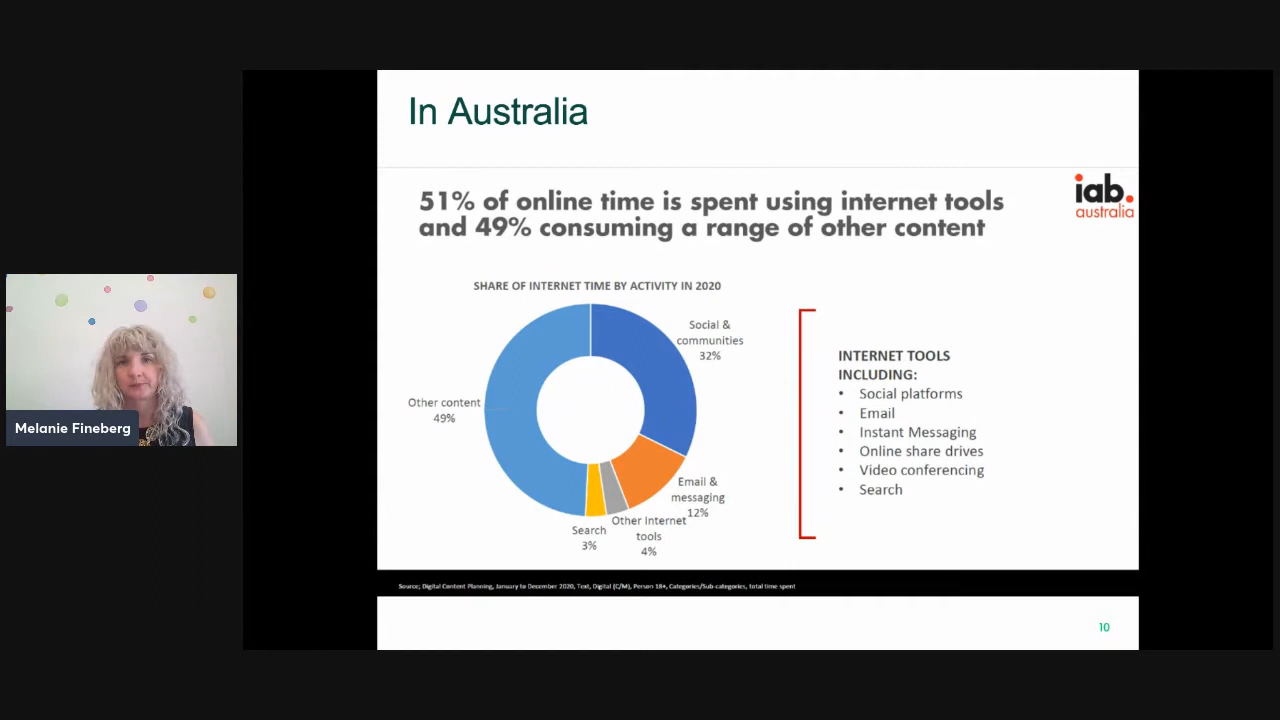 In Australia
51% of online time is spent using internet tools
and 49% consuming a range of other content
iab.
australia
SHARE OF INTERNET TIME BY ACTIVITY IN 2020
Social &
communities
32%
Other content
49%
Email &
messaging
12%
Other Internet
tools
4%
Search
3%
INTERNET TOOLS
INCLUDING:
• Social platforms
• Email
• Instant Messaging
• Online share drives
• Video conferencing
• Search
Melanie Fineberg
Source; Digital Content Planning, January to December 2020, Text, Digital (C/M), Person 18+, Categories/Sub-categories, total time spent
10